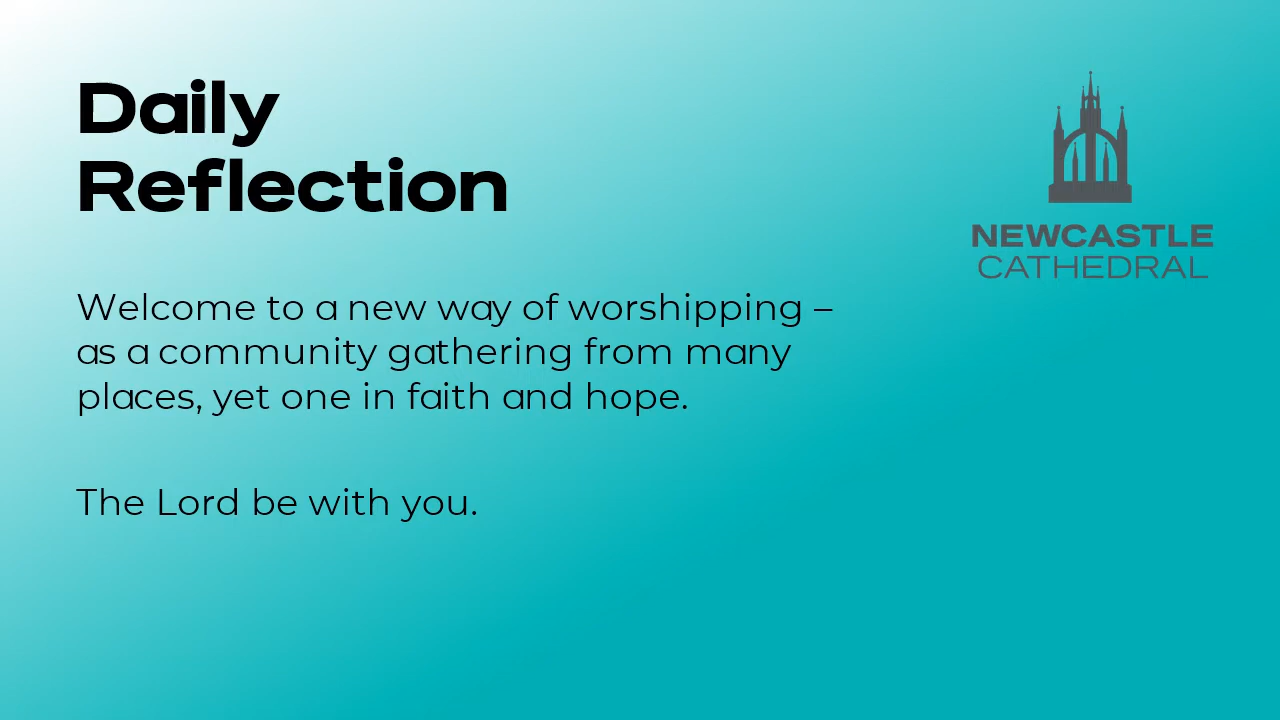 Daily
Reflection
NEWCASTLE
CATHEDRAL
Welcome to a new way of worshipping –
as a community gathering from many
places, yet one in faith and hope.
The Lord be with you.